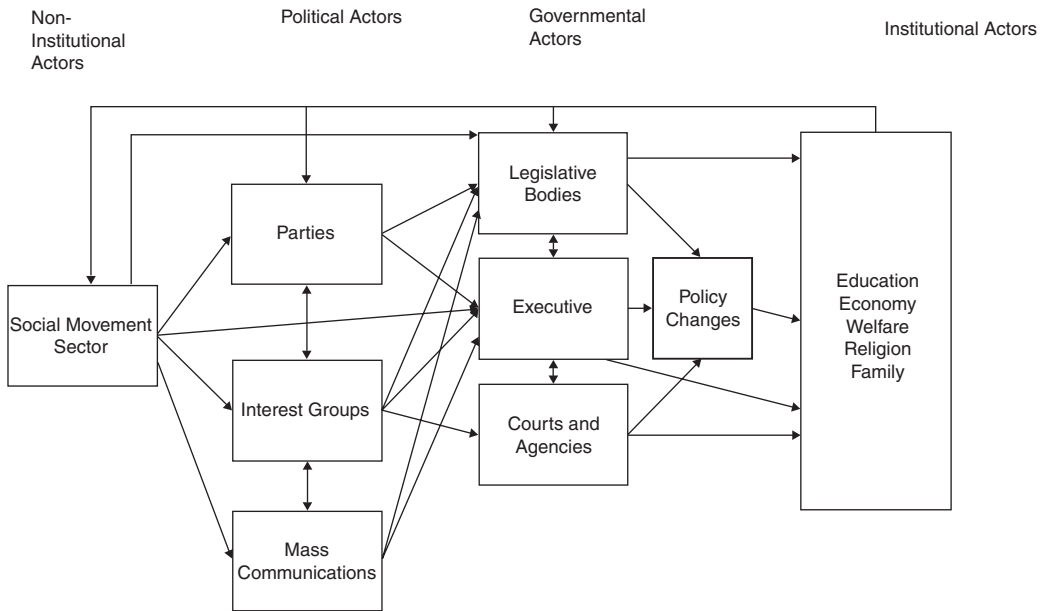 Non-
Institutional
Actors
Political Actors
Governmental
Actors
Institutional Actors
Legislative
Bodies
Parties
Executive
Policy
Changes
Education
Economy
Welfare
Religion
Family
Social Movement
Sector
Interest Groups
Courts and
Agencies
Mass
Communications